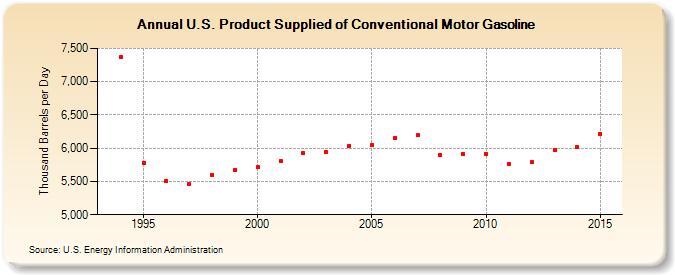 Annual U.S. Product Supplied of Conventional Motor Gasoline
Thousand Barrels per Day
7,500
7,000
6,500
6,000
5,500
5,000
1995 2000 2005 2010 2015
Source: U.S. Energy Information Administration